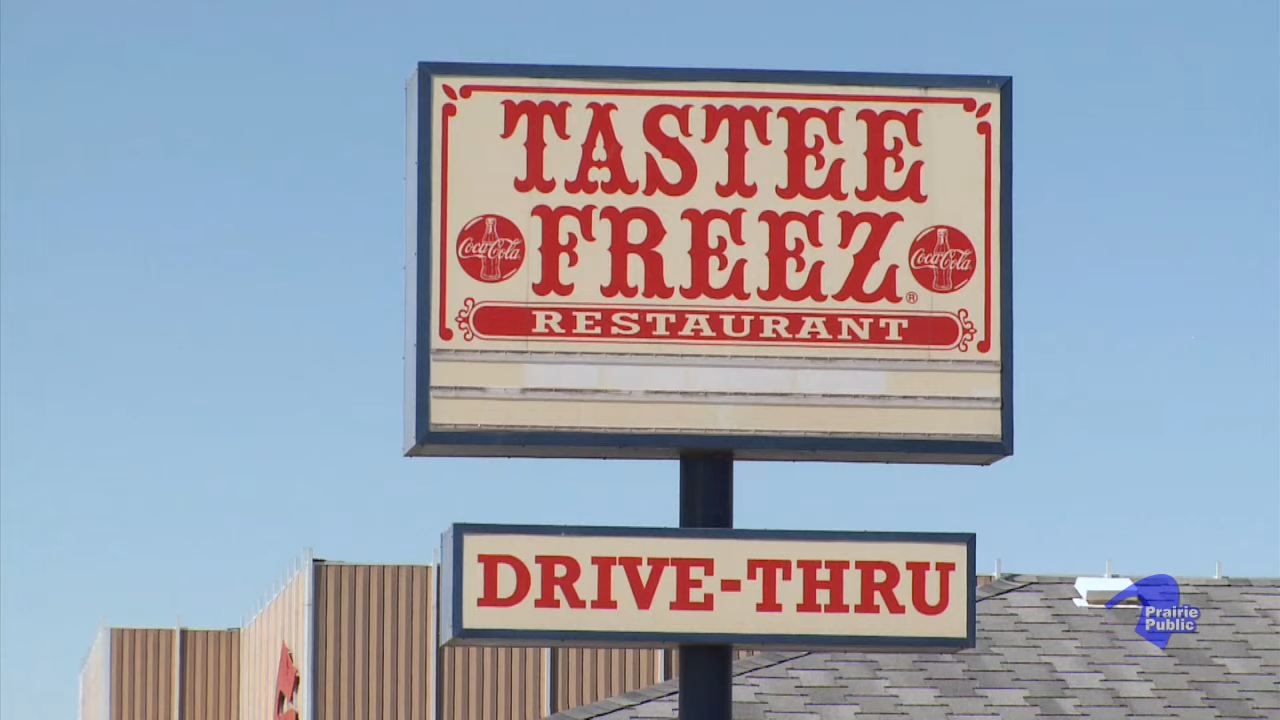 TASTEE
FREEZ®
Coca-Cola
Coca-Cola
RESTAURANT
DRIVE-THRU
Prairie
Public